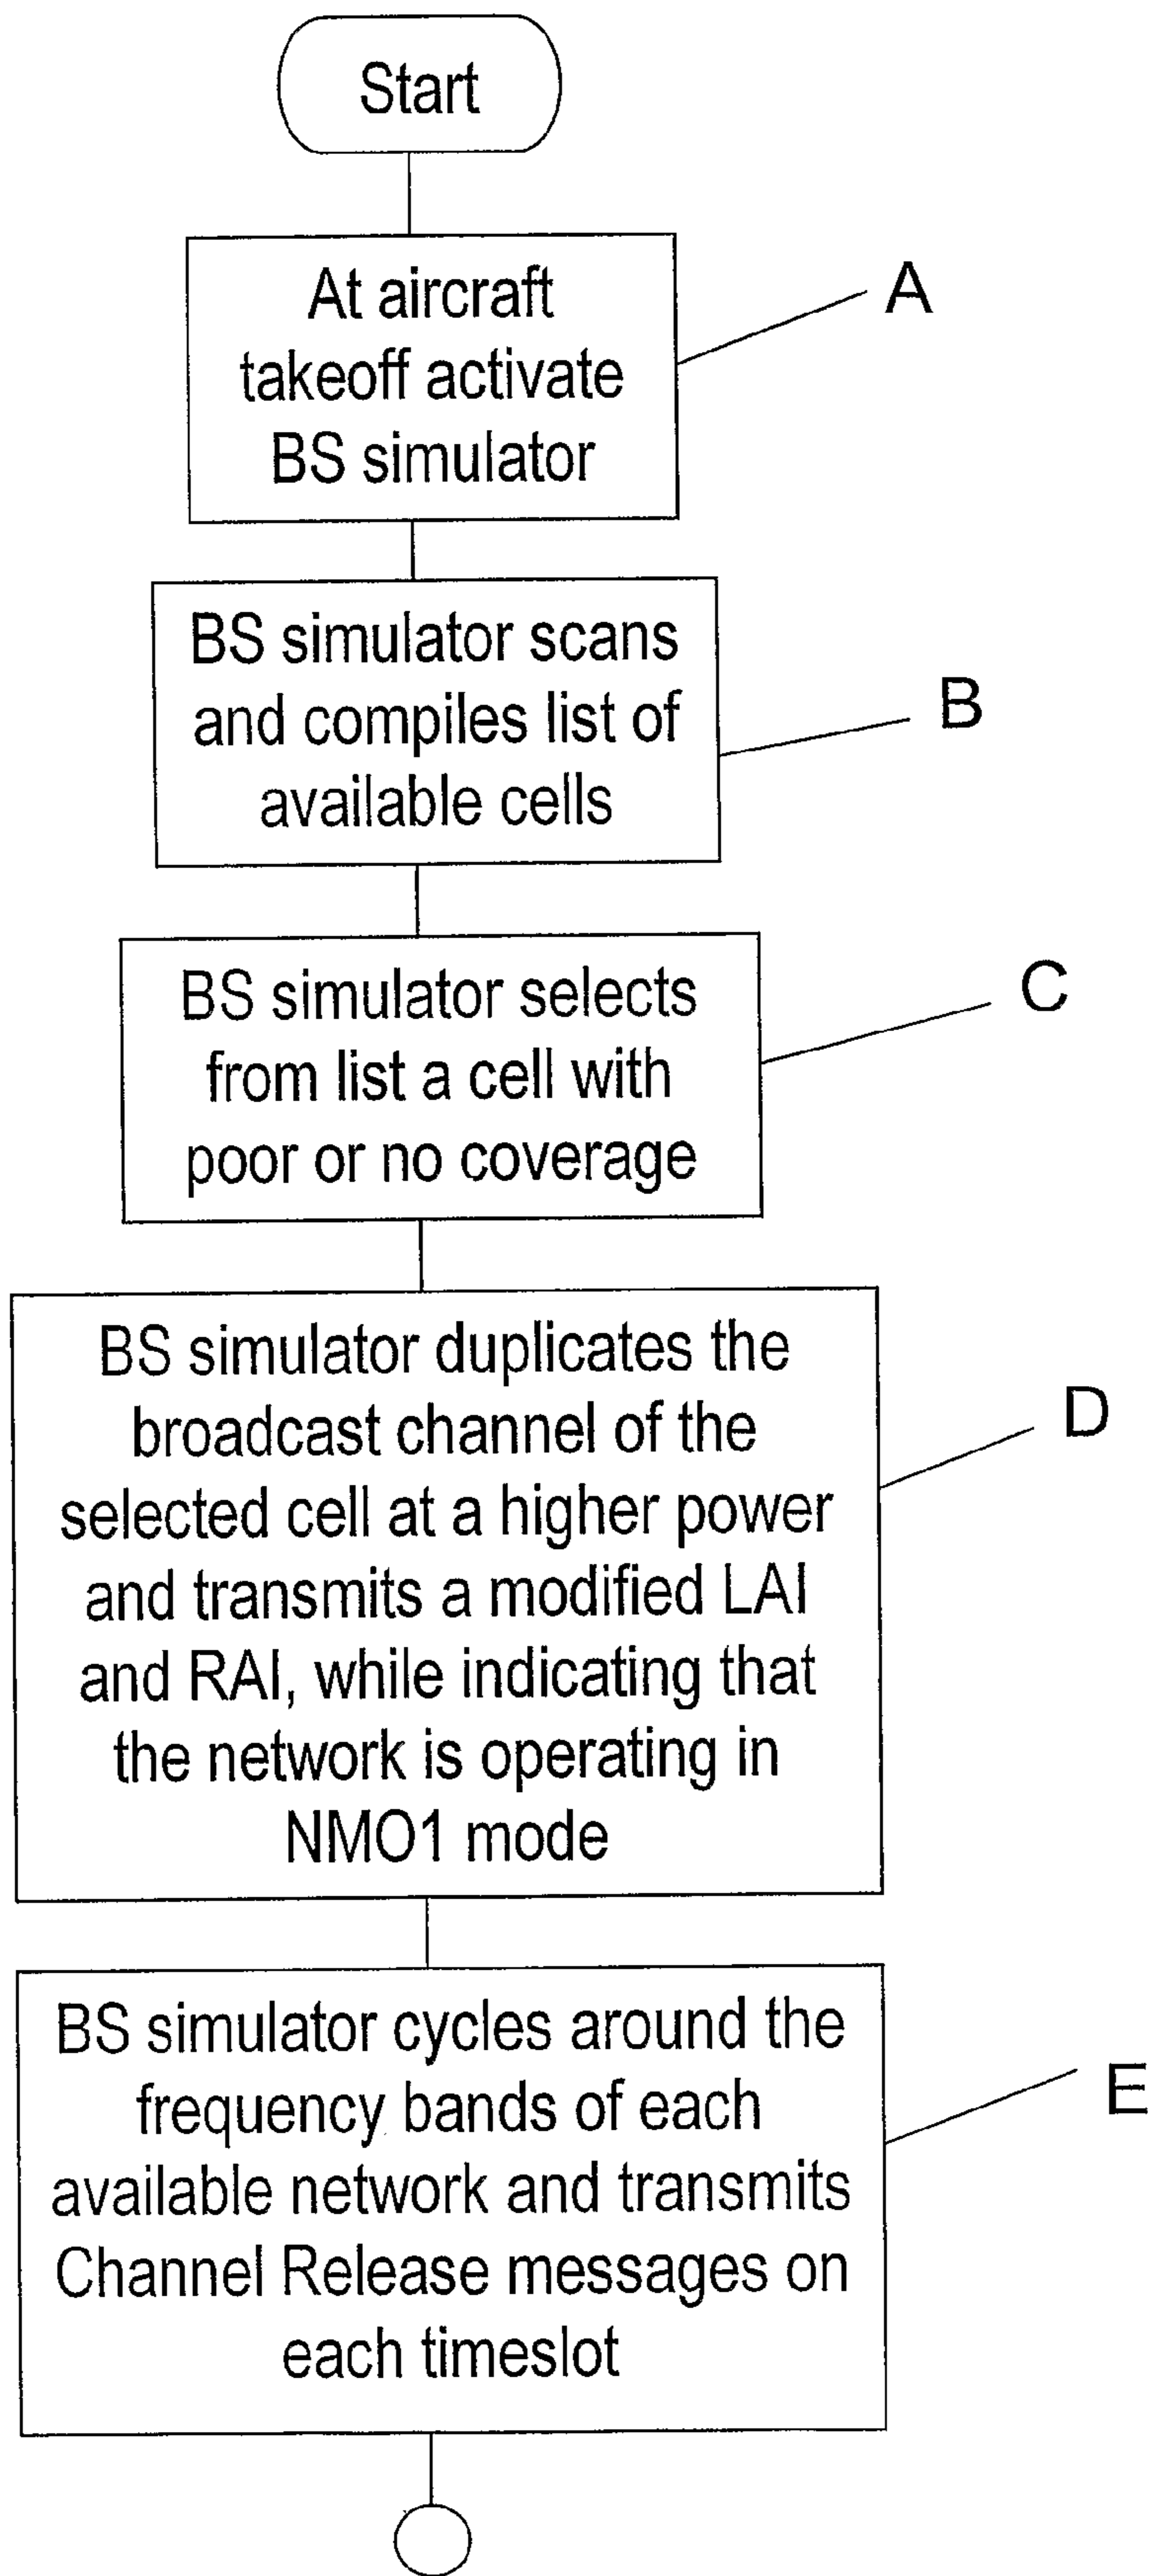 Start
At aircraft
takeoff activate
BS simulator
A
BS simulator scans
and compiles list of
available cells
B
BS simulator selects
from list a cell with
poor or no coverage
C
BS simulator duplicates the
broadcast channel of the
selected cell at a higher power
and transmits a modified LAI
and RAI, while indicating that
the network is operating in
NMO1 mode
D
BS simulator cycles around the
frequency bands of each
available network and transmits
Channel Release messages on
each timeslot
E